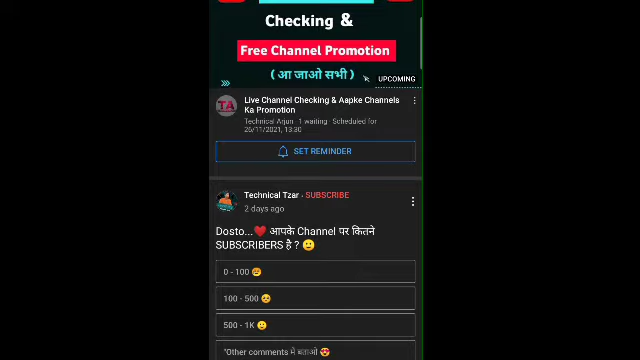 Checking &
Free Channel Promotion
( आ जाओ सभी )
UPCOMING
TA
Live Channel Checking & Aapke Channels
Ka Promotion
Technical Arjun · 1 waiting · Scheduled for
26/11/2021, 13:30
SET REMINDER
Technical Tzar · SUBSCRIBE
2 days ago
Dosto...❤️ आपके Channel पर कितने
SUBSCRIBERS है ? 🙂
0 - 100 😊
100 - 500 ☺️
500 - 1K 🙂
"Other comments में बताओ 😍